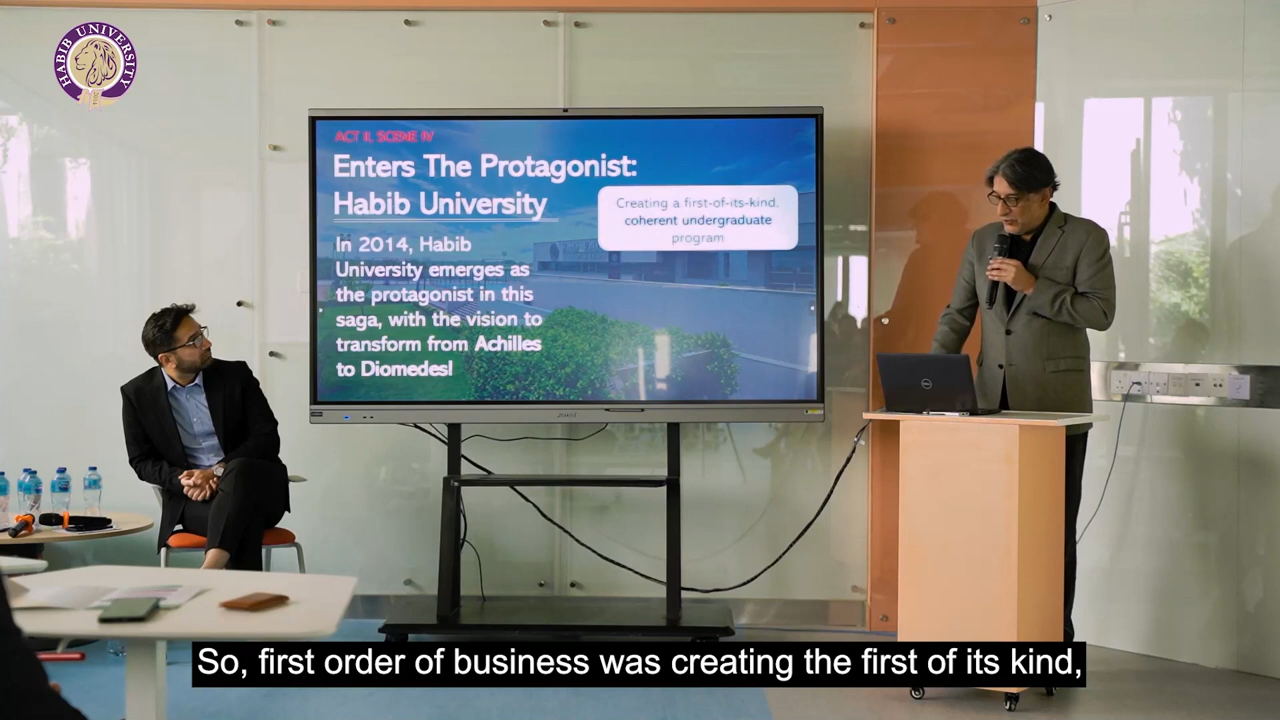 HABIB UNIVERSITY
ACT II, SCENE IV
Enters The Protagonist:
Habib University
Creating a first-of-its-kind,
coherent undergraduate
program
In 2014, Habib
University emerges as
the protagonist in this
saga, with the vision to
transform from Achilles
to Diomedes!
DELL
So, first order of business was creating the first of its kind,